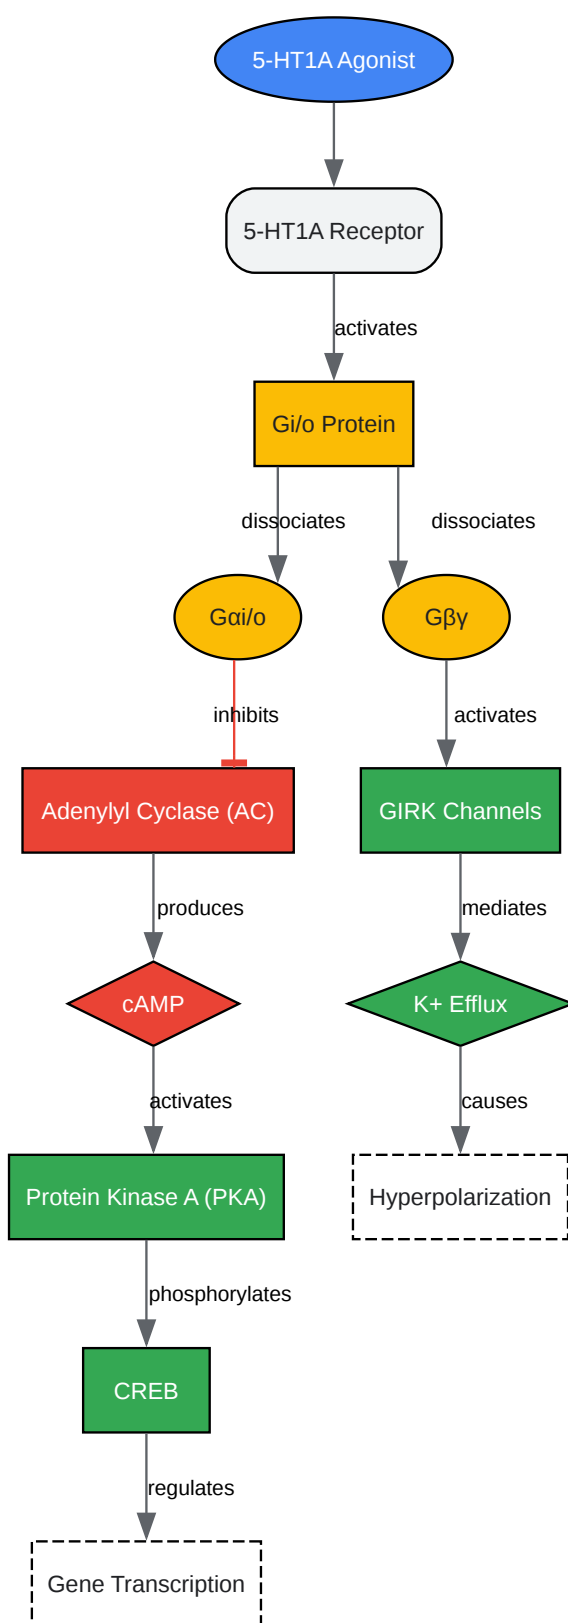 5-HT1A Agonist
5-HT1A Receptor
activates
Gi/o Protein
dissociates
dissociates
Gαi/o
Gβγ
inhibits
activates
Adenylyl Cyclase (AC)
GIRK Channels
produces
mediates
cAMP
K+ Efflux
activates
causes
Protein Kinase A (PKA)
Hyperpolarization
phosphorylates
CREB
regulates
Gene Transcription